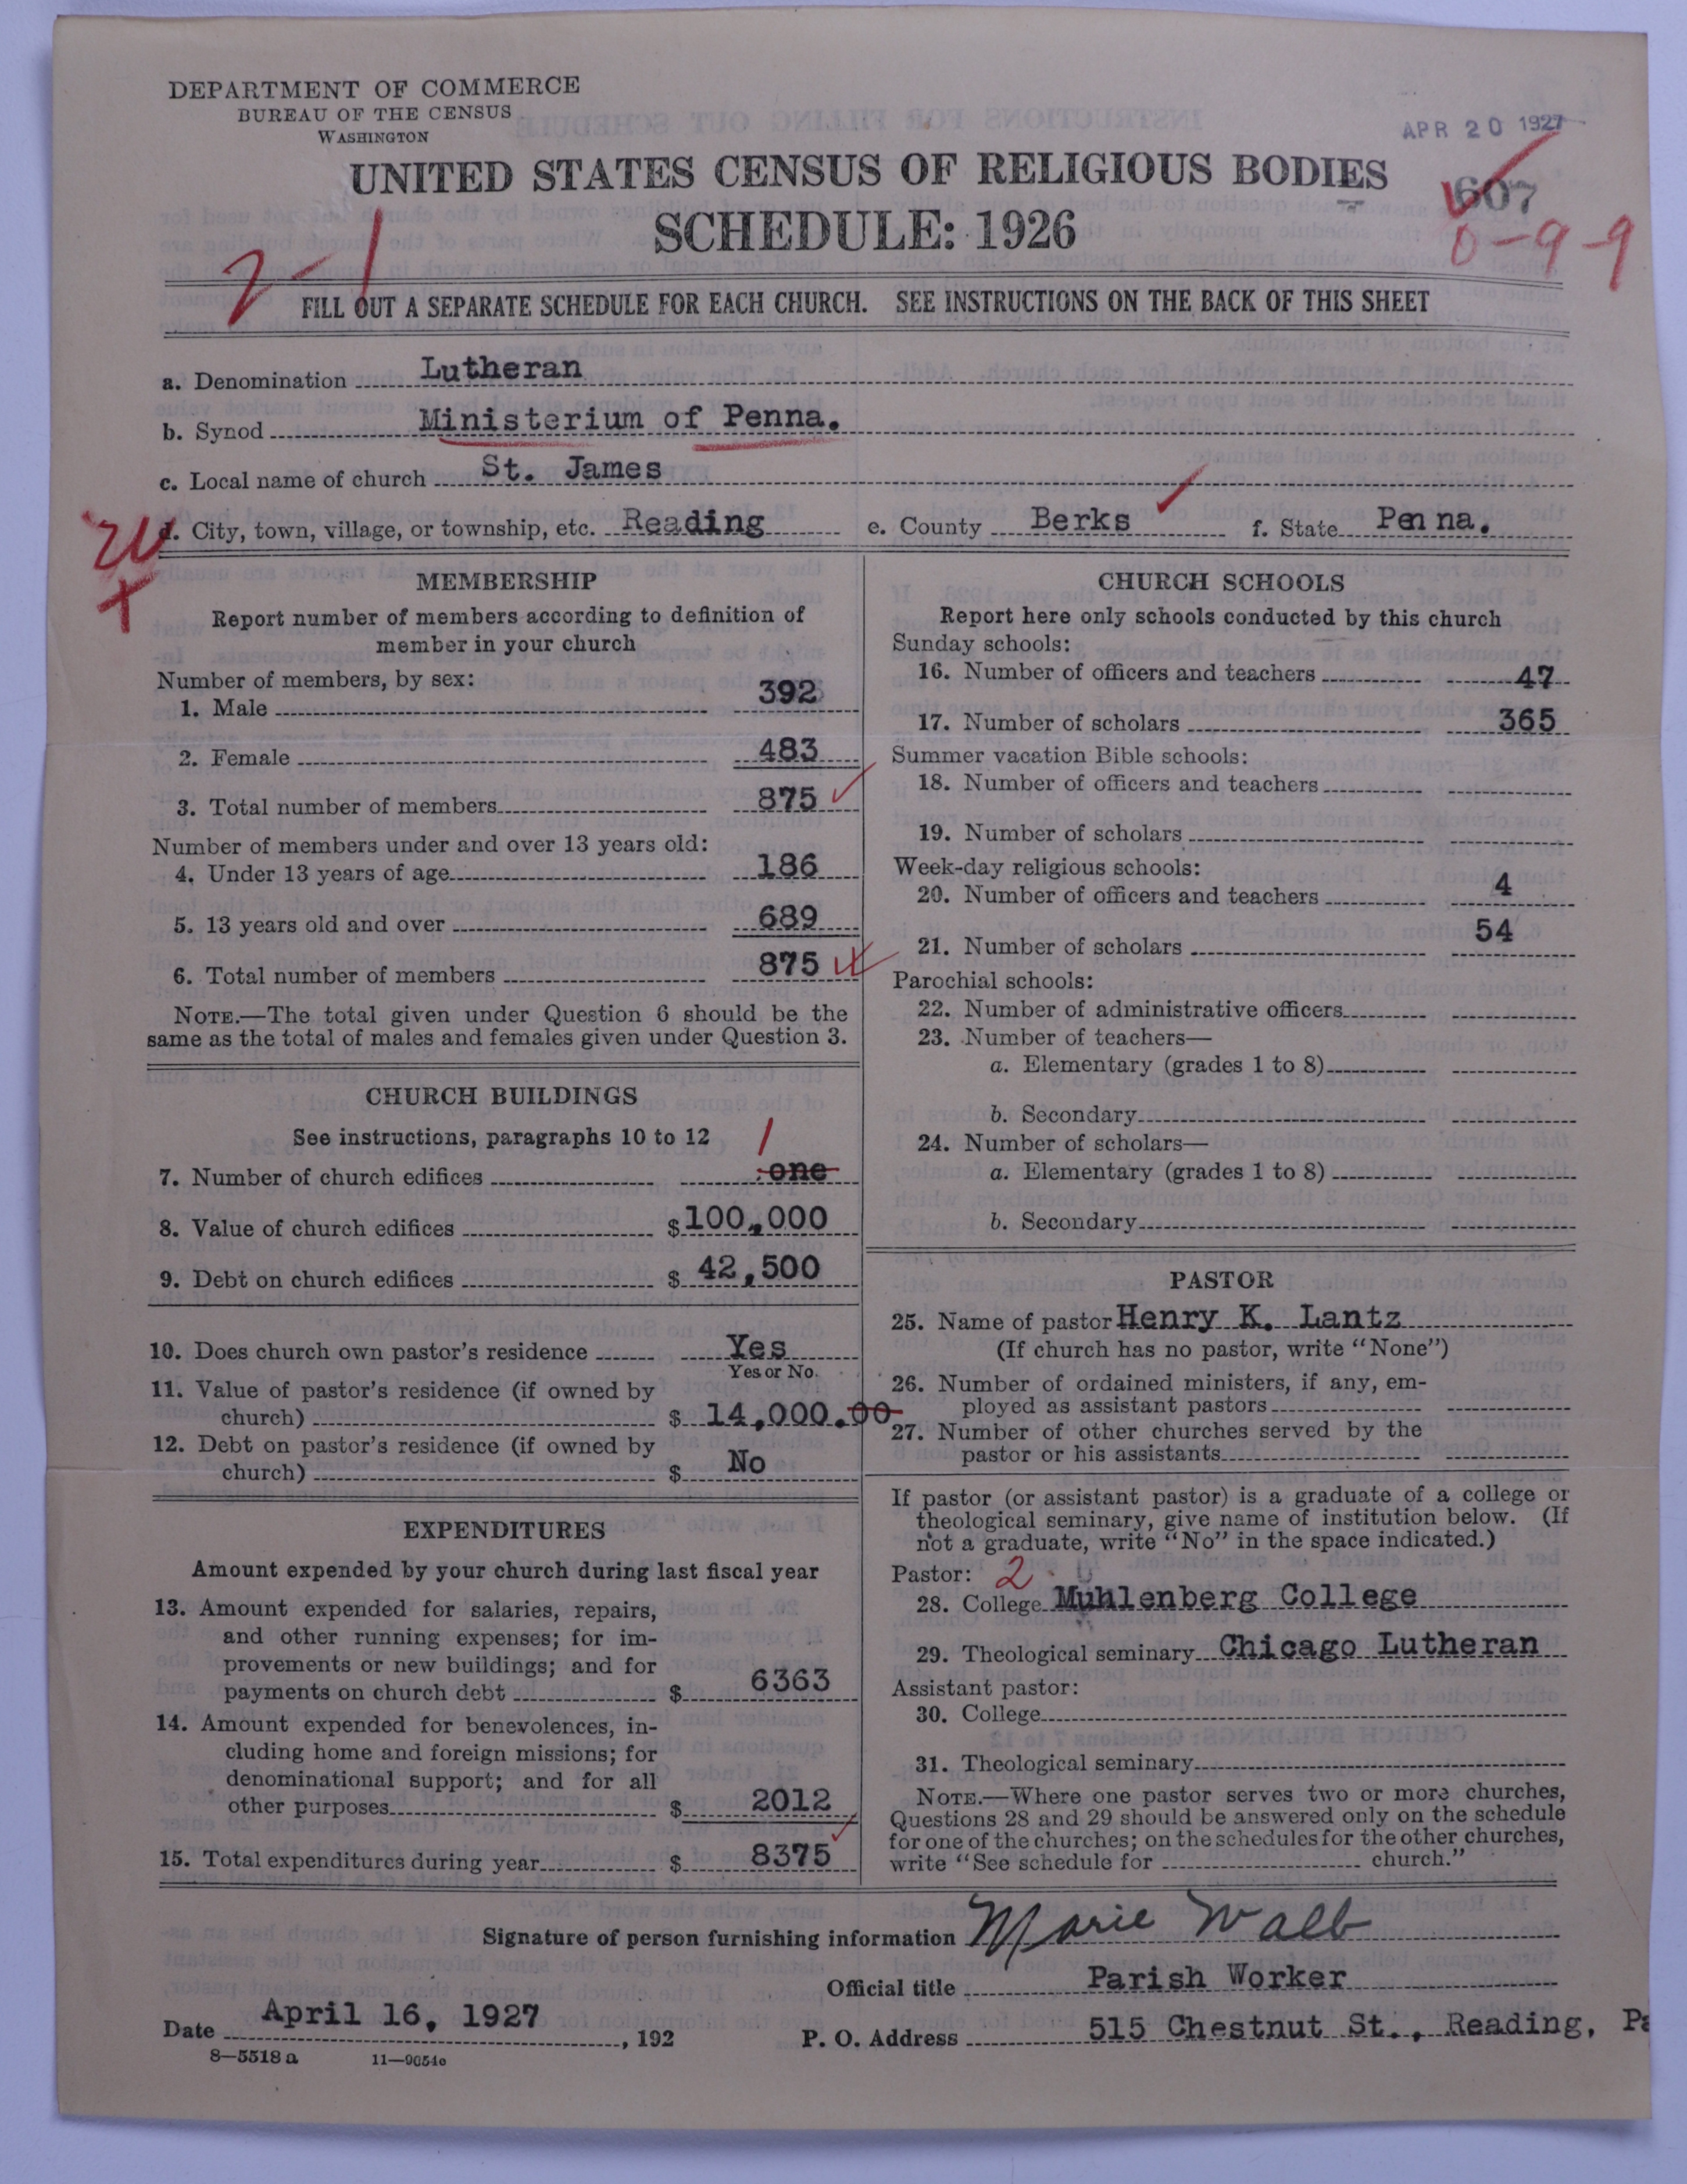 DEPARTMENT OF COMMERCE
BUREAU OF THE CENSUS
WASHINGTON
APR 20 1927
UNITED STATES CENSUS OF RELIGIOUS BODIES
SCHEDULE: 1926
607
0-9-9
2-1
FILL OUT A SEPARATE SCHEDULE FOR EACH CHURCH. SEE INSTRUCTIONS ON THE BACK OF THIS SHEET
a. Denomination Lutheran
b. Synod Ministerium of Penna.
c. Local name of church St. James
d. City, town, village, or township, etc. Reading e. County Berks f. State Penna.
MEMBERSHIP
Report number of members according to definition of
member in your church
Number of members, by sex:
1. Male 392
2. Female 483
3. Total number of members 875
Number of members under and over 13 years old:
4. Under 13 years of age 186
5. 13 years old and over 689
6. Total number of members 875
NOTE.—The total given under Question 6 should be the
same as the total of males and females given under Question 3.
CHURCH BUILDINGS
See instructions, paragraphs 10 to 12
1
7. Number of church edifices one
8. Value of church edifices $100,000
9. Debt on church edifices $ 42,500
10. Does church own pastor's residence Yes
Yes or No.
11. Value of pastor's residence (if owned by
church) $ 14,000.00
12. Debt on pastor's residence (if owned by
church) $ No
EXPENDITURES
Amount expended by your church during last fiscal year
13. Amount expended for salaries, repairs,
and other running expenses; for im-
provements or new buildings; and for
payments on church debt $ 6363
14. Amount expended for benevolences, in-
cluding home and foreign missions; for
denominational support; and for all
other purposes $ 2012
15. Total expenditures during year $ 8375
CHURCH SCHOOLS
Report here only schools conducted by this church
Sunday schools:
16. Number of officers and teachers 47
17. Number of scholars 365
Summer vacation Bible schools:
18. Number of officers and teachers
19. Number of scholars
Week-day religious schools:
20. Number of officers and teachers 4
21. Number of scholars 54
Parochial schools:
22. Number of administrative officers
23. Number of teachers—
a. Elementary (grades 1 to 8)
b. Secondary
24. Number of scholars—
a. Elementary (grades 1 to 8)
b. Secondary
PASTOR
25. Name of pastor Henry K. Lantz
(If church has no pastor, write "None")
26. Number of ordained ministers, if any, em-
ployed as assistant pastors
27. Number of other churches served by the
pastor or his assistants
If pastor (or assistant pastor) is a graduate of a college or
theological seminary, give name of institution below. (If
not a graduate, write "No" in the space indicated.)
Pastor: 2
28. College Muhlenberg College
29. Theological seminary Chicago Lutheran
Assistant pastor:
30. College
31. Theological seminary
NOTE.—Where one pastor serves two or more churches,
Questions 28 and 29 should be answered only on the schedule
for one of the churches; on the schedules for the other churches,
write "See schedule for church."
Signature of person furnishing information Marie Walb
Official title Parish Worker
Date April 16, 1927, 192 P. O. Address 515 Chestnut St., Reading, Pa
8—5518 a 11—9054o